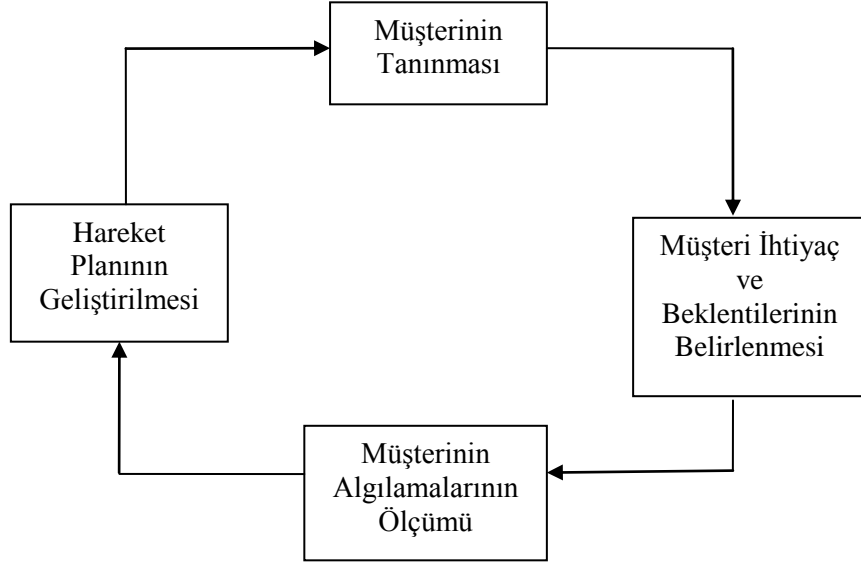 Müşterinin
Tanınması
Müşteri İhtiyaç
ve
Beklentilerinin
Belirlenmesi
Müşterinin
Algılamalarının
Ölçümü
Hareket
Planının
Geliştirilmesi